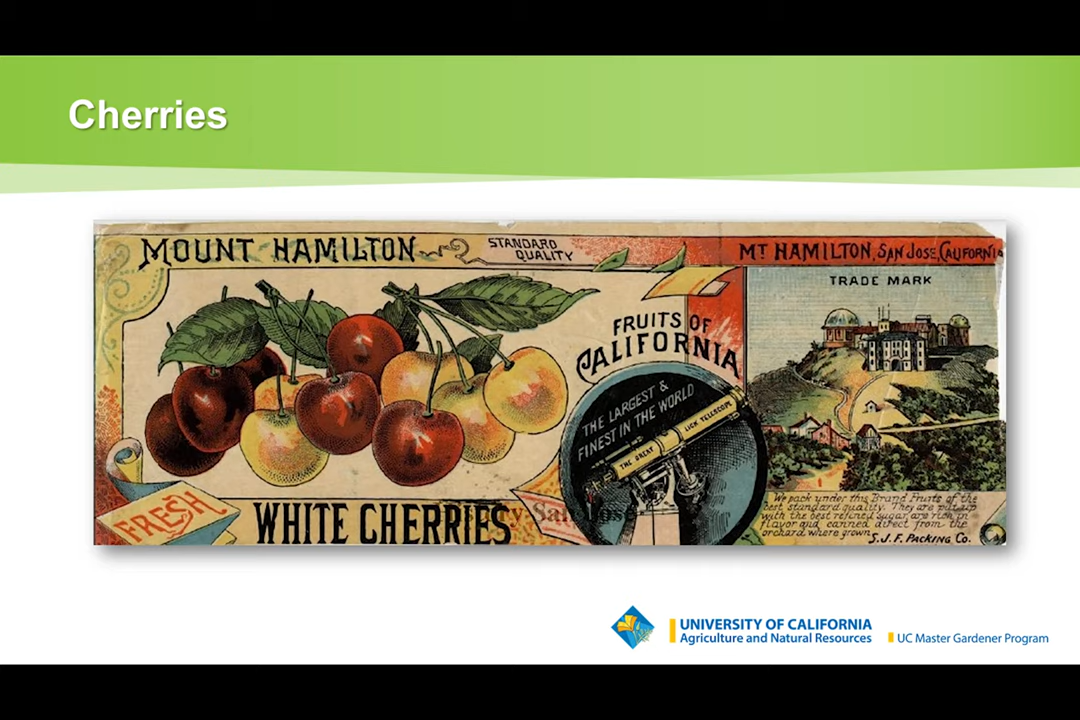 Cherries
MOUNT HAMILTON
STANDARD
QUALITY
MT HAMILTON, SAN JOSE, CALIFORNIA
TRADE MARK
FRUITS OF
CALIFORNIA
THE LARGEST &
FINEST IN THE WORLD
THE GREAT LICK TELESCOPE
FRESH
WHITE CHERRIES
We pack under this Brand Fruits of the
best standard quality. They are put up
with the best refined sugar, are rich in
flavor and canned direct from the
orchard where grown
S.J.F. PACKING CO.
UNIVERSITY OF CALIFORNIA
Agriculture and Natural Resources
UC Master Gardener Program